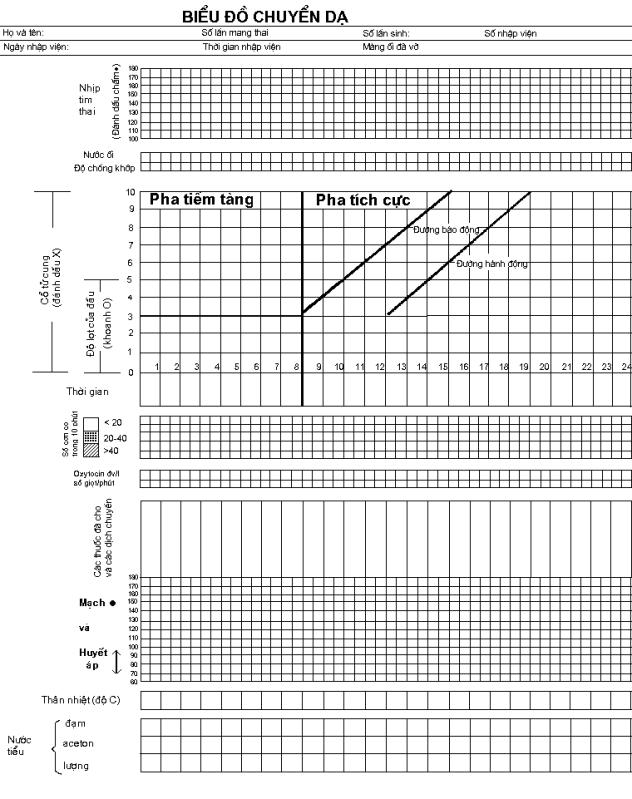 BIỂU ĐỒ CHUYỂN DẠ
Họ và tên: Số lần mang thai Số lần sinh: Số nhập viện
Ngày nhập viện: Thời gian nhập viện Màng ối đã vỡ
Nhịp tim thai
(Đánh dấu chấm●)
180
170
160
150
140
130
120
110
100
Nước ối
Độ chồng khớp
Cổ tử cung
(đánh dấu X)
Độ lọt của đầu
(khoanh O)
10
9
8
7
6
5
4
3
2
1
0
Pha tiềm tàng Pha tích cực
Đường báo động
Đường hành động
1 2 3 4 5 6 7 8 9 10 11 12 13 14 15 16 17 18 19 20 21 22 23 24
Thời gian
Số cơn co
trong 10 phút
< 20
20-40
>40
Oxytocin đv/l
số giọt/phút
Các thuốc đã cho
và các dịch chuyền
Mạch ●
và
Huyết
áp
180
170
160
150
140
130
120
110
100
90
80
70
60
Thân nhiệt (độ C)
Nước
tiểu
đạm
aceton
lượng